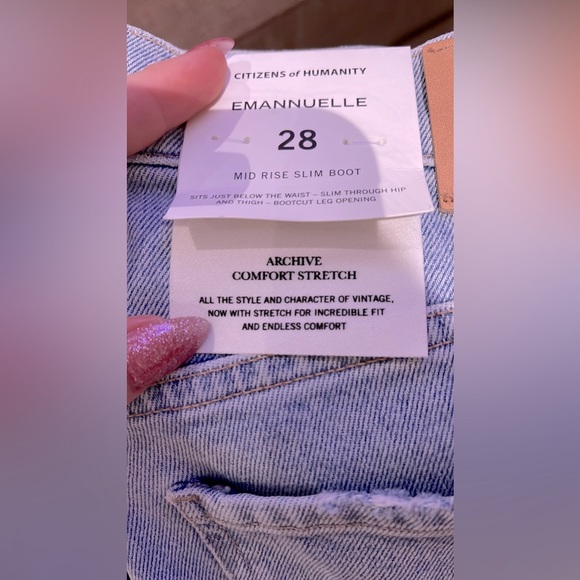 CITIZENS of HUMANITY
EMANNUELLE
28
MID RISE SLIM BOOT
SITS JUST BELOW THE WAIST – SLIM THROUGH HIP
AND THIGH – BOOTCUT LEG OPENING
ARCHIVE
COMFORT STRETCH
ALL THE STYLE AND CHARACTER OF VINTAGE,
NOW WITH STRETCH FOR INCREDIBLE FIT
AND ENDLESS COMFORT